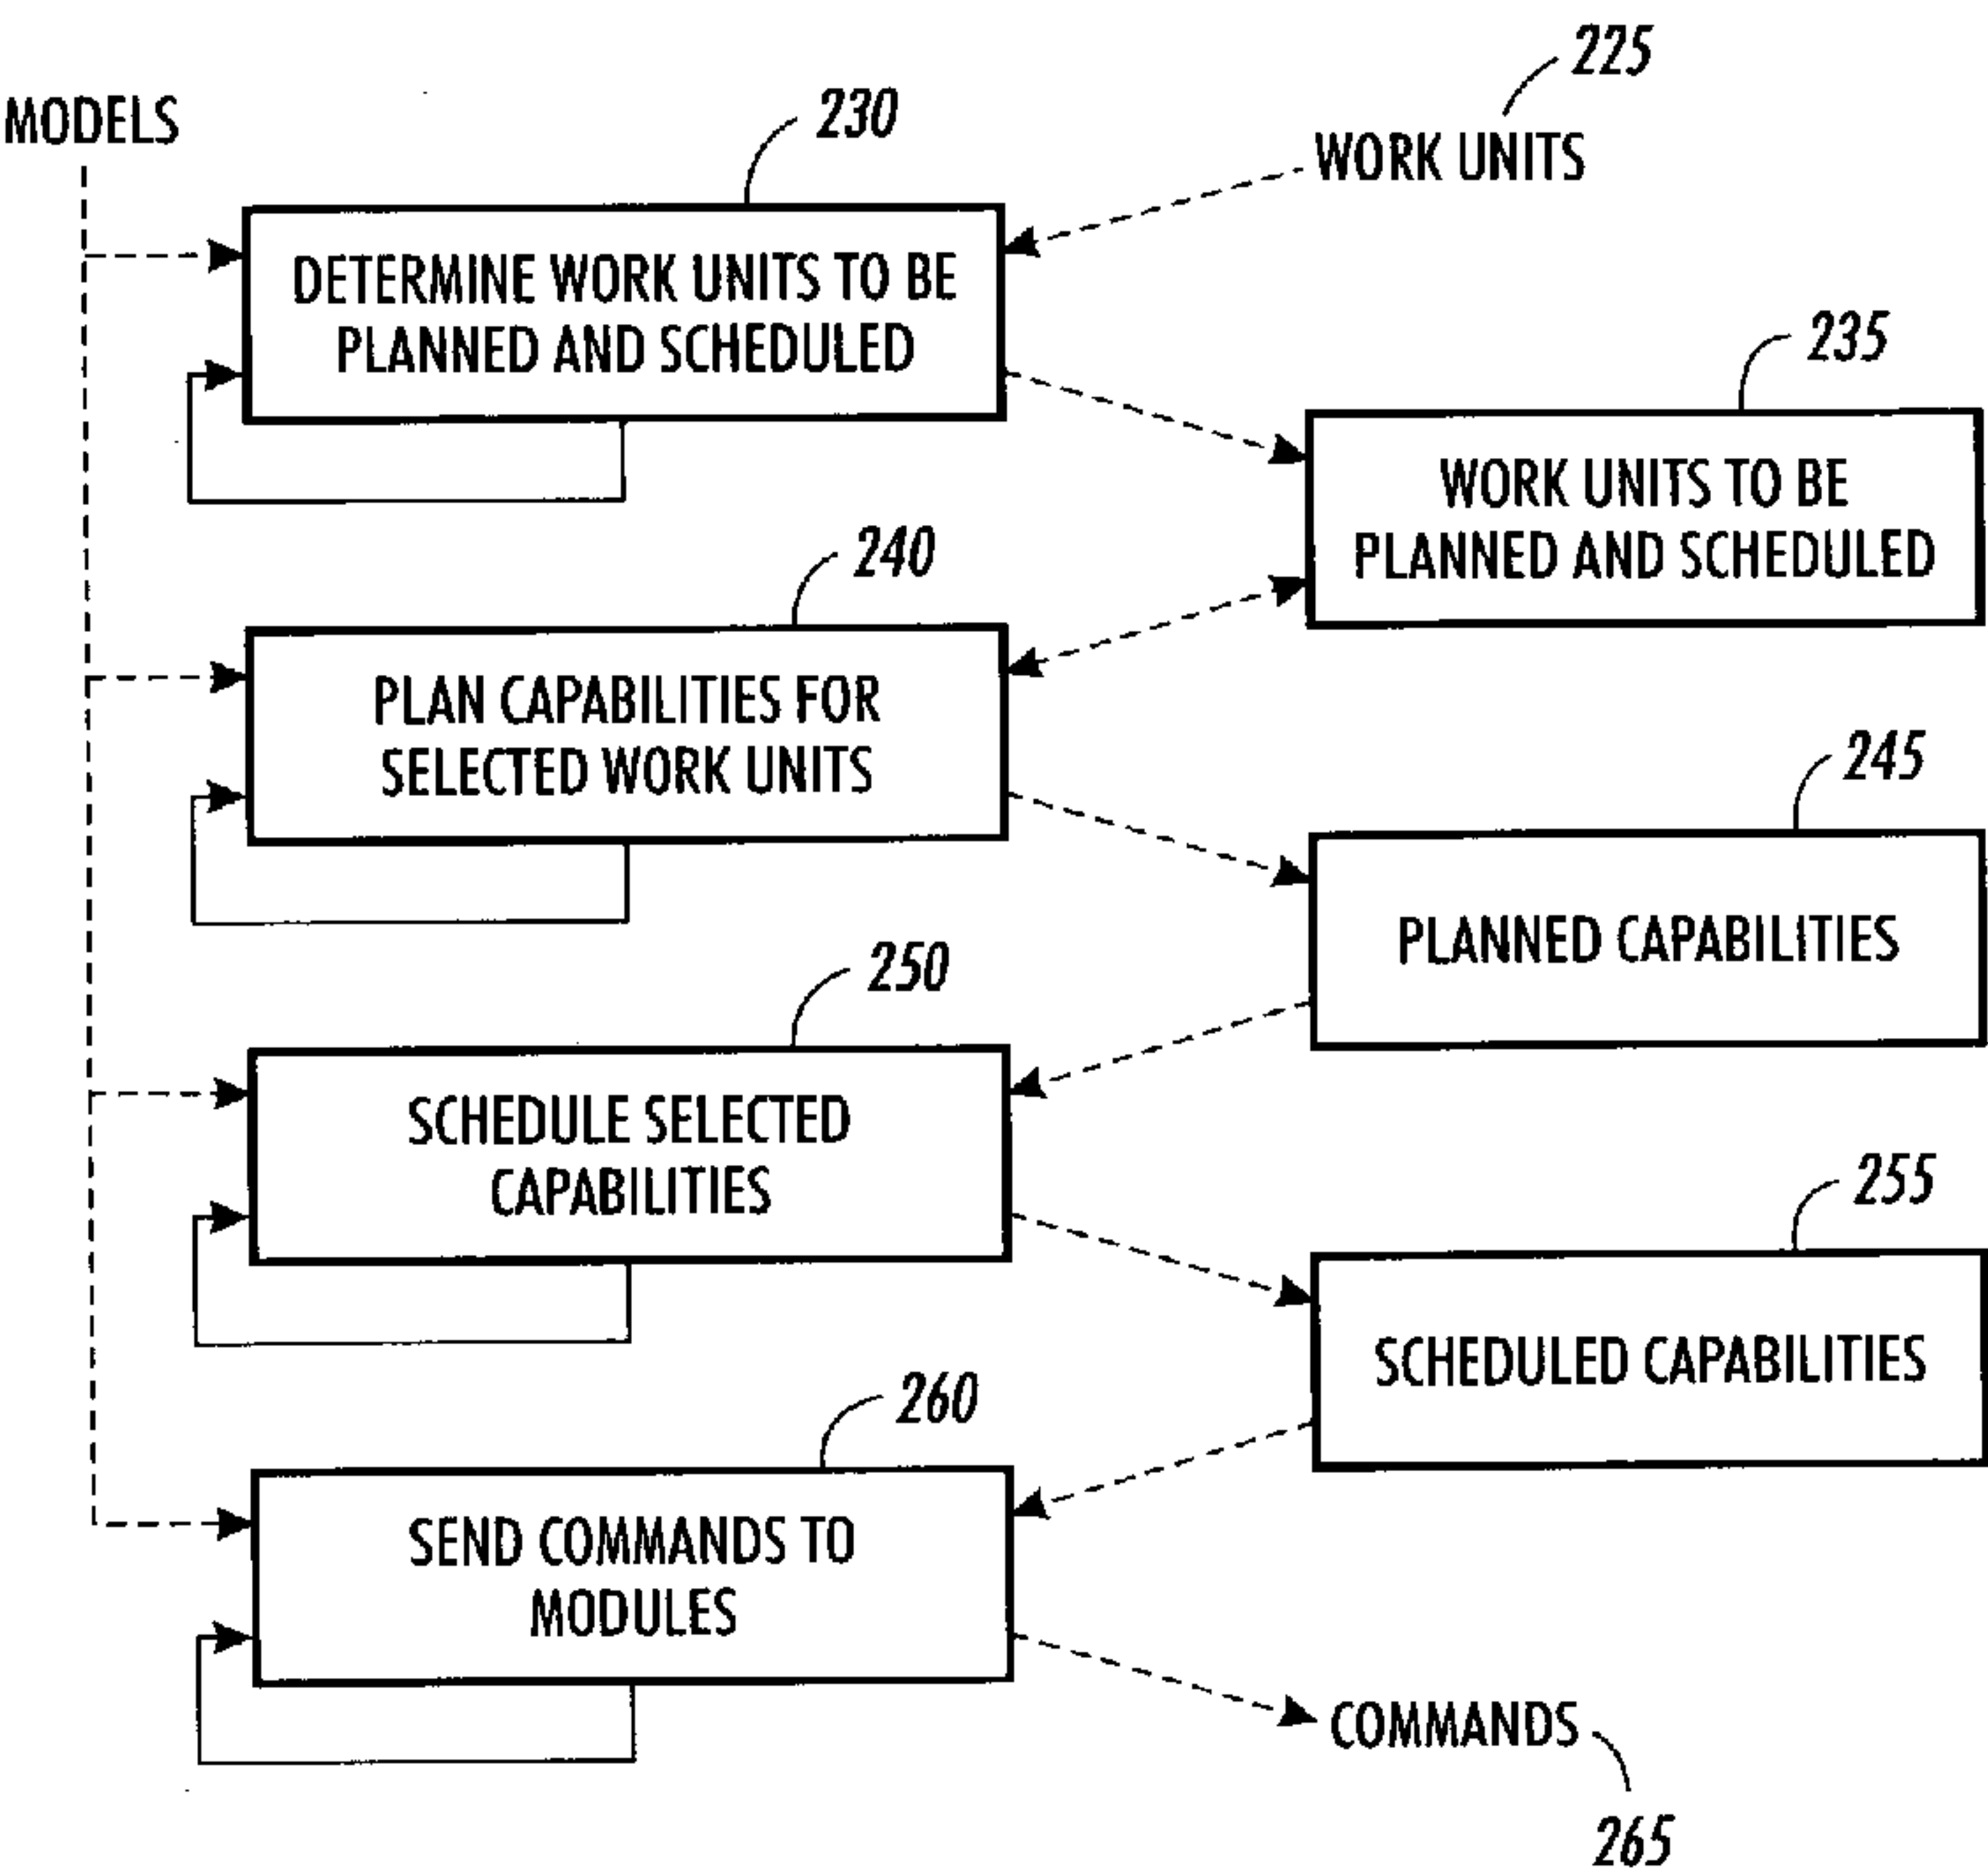 225
MODELS
230
WORK UNITS
DETERMINE WORK UNITS TO BE
PLANNED AND SCHEDULED
235
WORK UNITS TO BE
PLANNED AND SCHEDULED
240
PLAN CAPABILITIES FOR
SELECTED WORK UNITS
245
PLANNED CAPABILITIES
250
SCHEDULE SELECTED
CAPABILITIES
255
SCHEDULED CAPABILITIES
260
SEND COMMANDS TO
MODULES
COMMANDS
265